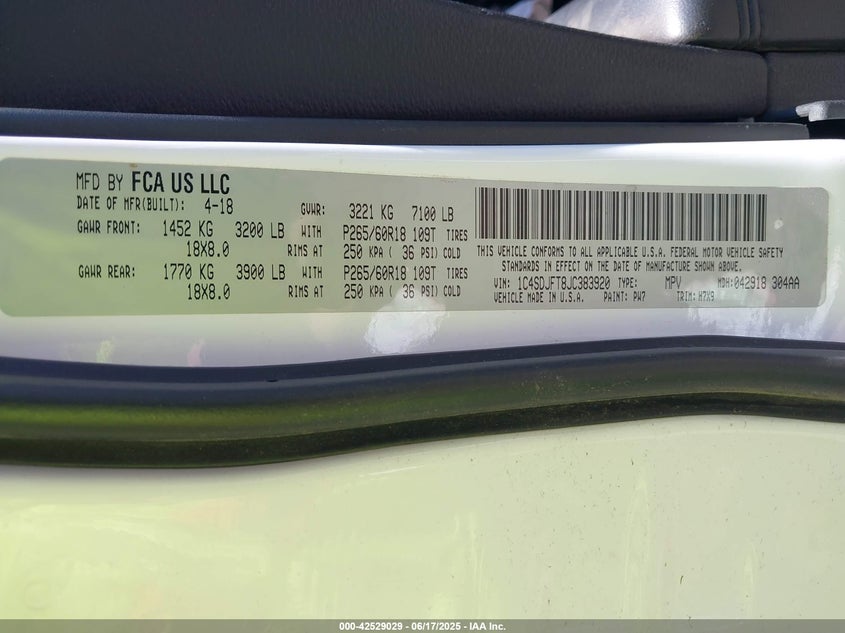 MFD BY FCA US LLC
DATE OF MFR(BUILT): 4-18 GVWR: 3221 KG 7100 LB
GAWR FRONT: 1452 KG 3200 LB WITH P265/60R18 109T TIRES
18X8.0 RIMS AT 250 KPA ( 36 PSI) COLD
GAWR REAR: 1770 KG 3900 LB WITH P265/60R18 109T TIRES
18X8.0 RIMS AT 250 KPA ( 36 PSI) COLD
THIS VEHICLE CONFORMS TO ALL APPLICABLE U.S.A. FEDERAL MOTOR VEHICLE SAFETY
STANDARDS IN EFFECT ON THE DATE OF MANUFACTURE SHOWN ABOVE.
VIN: 1C4SDJFT8JC383920 TYPE: MPV MDH: 042918 304AA
VEHICLE MADE IN U.S.A. PAINT: PW7 TRIM: H7X9
000-42529029 - 06/17/2025 - IAA Inc.